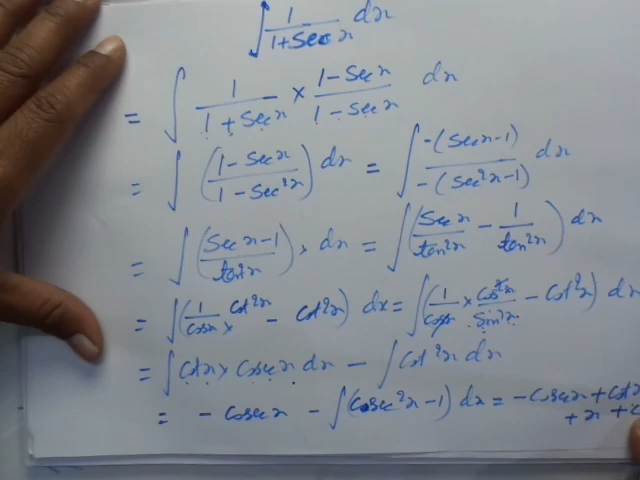 ∫ 1/(1+Sec x) dx
= ∫ 1/(1+Sec x) × (1-Sec x)/(1-Sec x) dx
= ∫ ((1-Sec x)/(1-Sec²x)) dx = ∫ -(Sec x-1)/-(Sec²x-1) dx
= ∫ ((Sec x-1)/tan²x) dx = ∫ (Sec x/tan²x - 1/tan²x) dx
= ∫ (1/cos x × cot²x - cot²x) dx = ∫ (1/cos x × cos²x/Sin²x - cot²x) dx
= ∫ cot x × cosec x dx - ∫ cot²x dx
= - cosec x - ∫ (cosec²x-1) dx = - cosec x + cot x
+ x + c